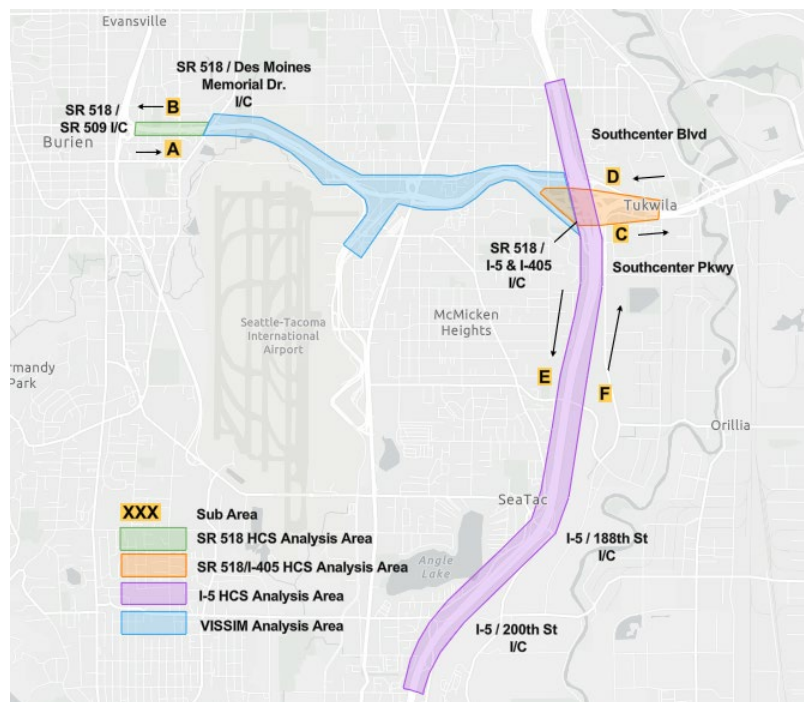 Evansville
SR 518 / Des Moines
Memorial Dr.
I/C
B
SR 518 /
SR 509 I/C
Burien
A
Southcenter Blvd
D
Tukwila
C
SR 518 /
I-5 & I-405
I/C
Southcenter Pkwy
Seattle-Tacoma
International
Airport
McMicken
Heights
rmandy
Park
E
F
Orillia
SeaTac
XXX
Sub Area
SR 518 HCS Analysis Area
SR 518/I-405 HCS Analysis Area
I-5 HCS Analysis Area
VISSIM Analysis Area
Angle
Lake
I-5 / 188th St
I/C
I-5 / 200th St
I/C